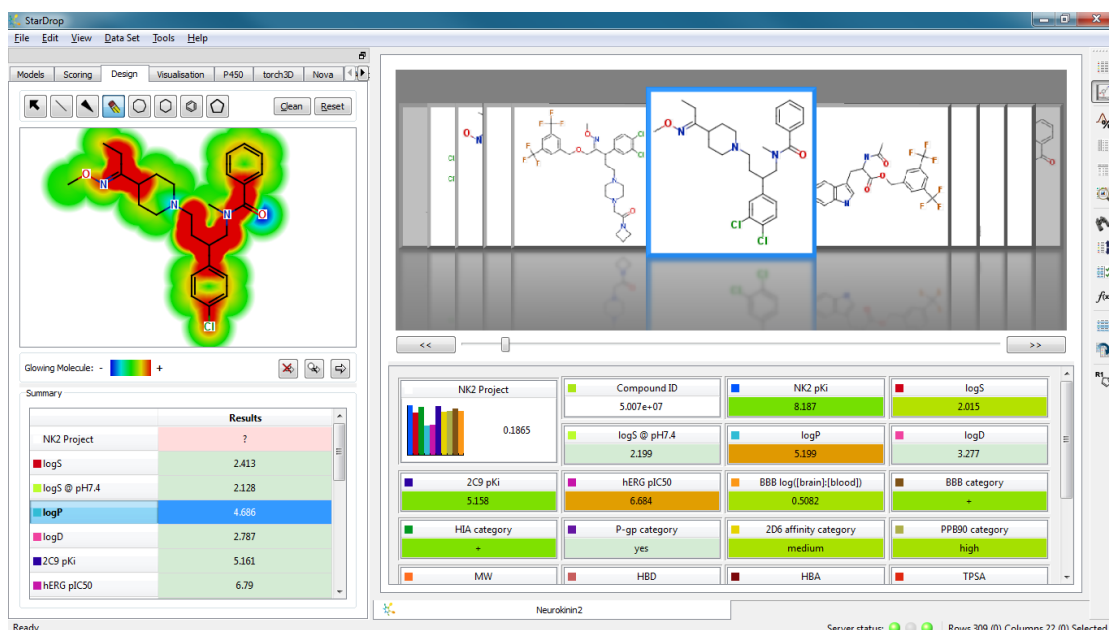 StarDrop
File Edit View Data Set Tools Help
Models Scoring Design Visualisation P450 torch3D Nova
Clean Reset
Glowing Molecule: - +
Summary
Results
NK2 Project ?
logS 2.413
logS @ pH7.4 2.128
logP 4.686
logD 2.787
2C9 pKi 5.161
hERG pIC50 6.79
<< >>
NK2 Project Compound ID NK2 pKi logS
0.1865 5.007e+07 8.187 2.015
logS @ pH7.4 logP logD
2.199 5.199 3.277
2C9 pKi hERG pIC50 BBB log([brain]:[blood]) BBB category
5.158 6.684 0.5082 +
HIA category P-gp category 2D6 affinity category PPB90 category
+ yes medium high
MW HBD HBA TPSA
Neurokinin2
Ready Server status: Rows 309 (0) Columns 22 (0) Selected